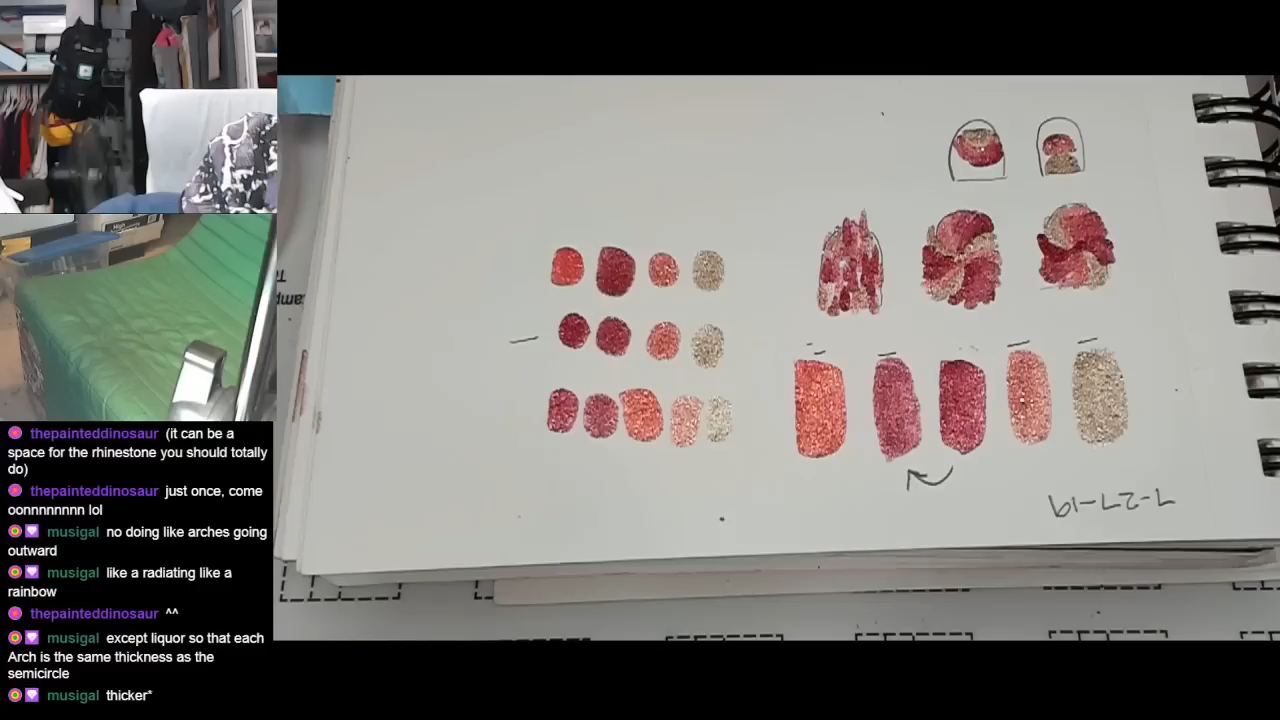 thepainteddinosaur (it can be a
space for the rhinestone you should totally
do)
thepainteddinosaur just once, come
oonnnnnnnn lol
musigal no doing like arches going
outward
musigal like a radiating like a
rainbow
thepainteddinosaur ^^
musigal except liquor so that each
Arch is the same thickness as the
semicircle
musigal thicker*
7-27-19